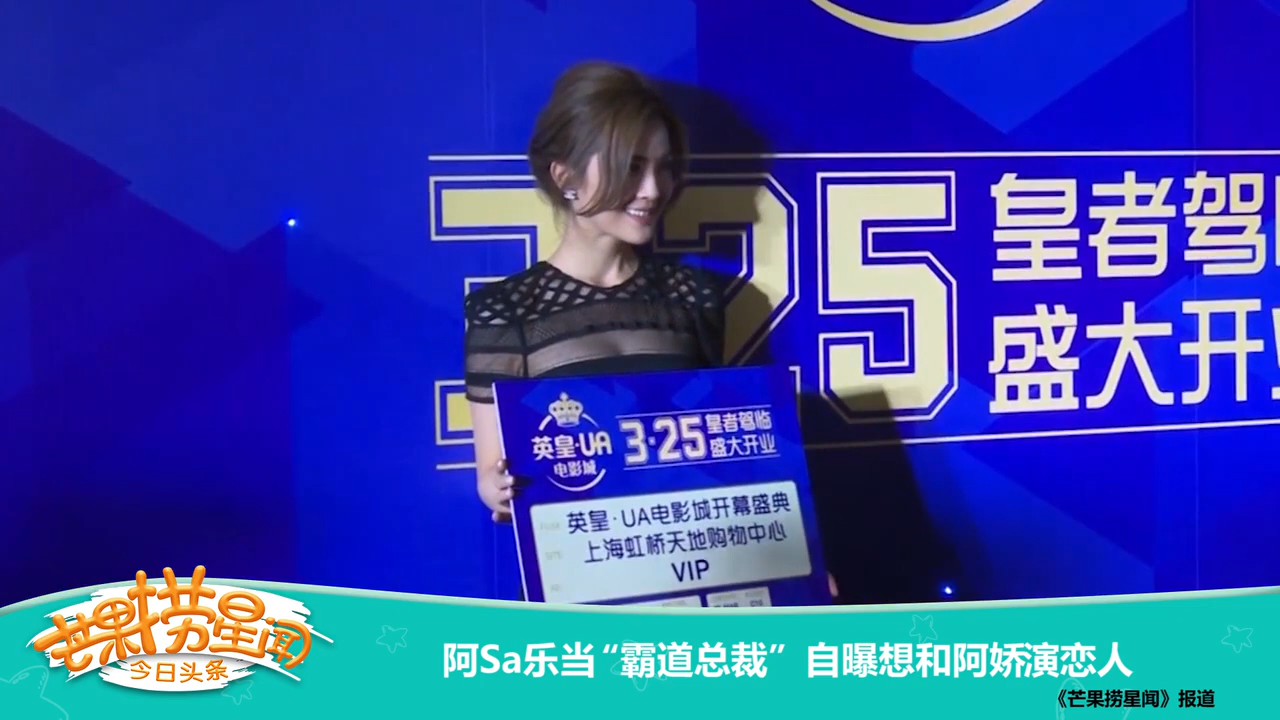 3·25
皇者驾临
盛大开业
英皇·UA
电影城
3·25
皇者驾临
盛大开业
英皇·UA电影城开幕盛典
上海虹桥天地购物中心
VIP
芒果捞星闻
今日头条
阿Sa乐当“霸道总裁” 自曝想和阿娇演恋人
《芒果捞星闻》报道